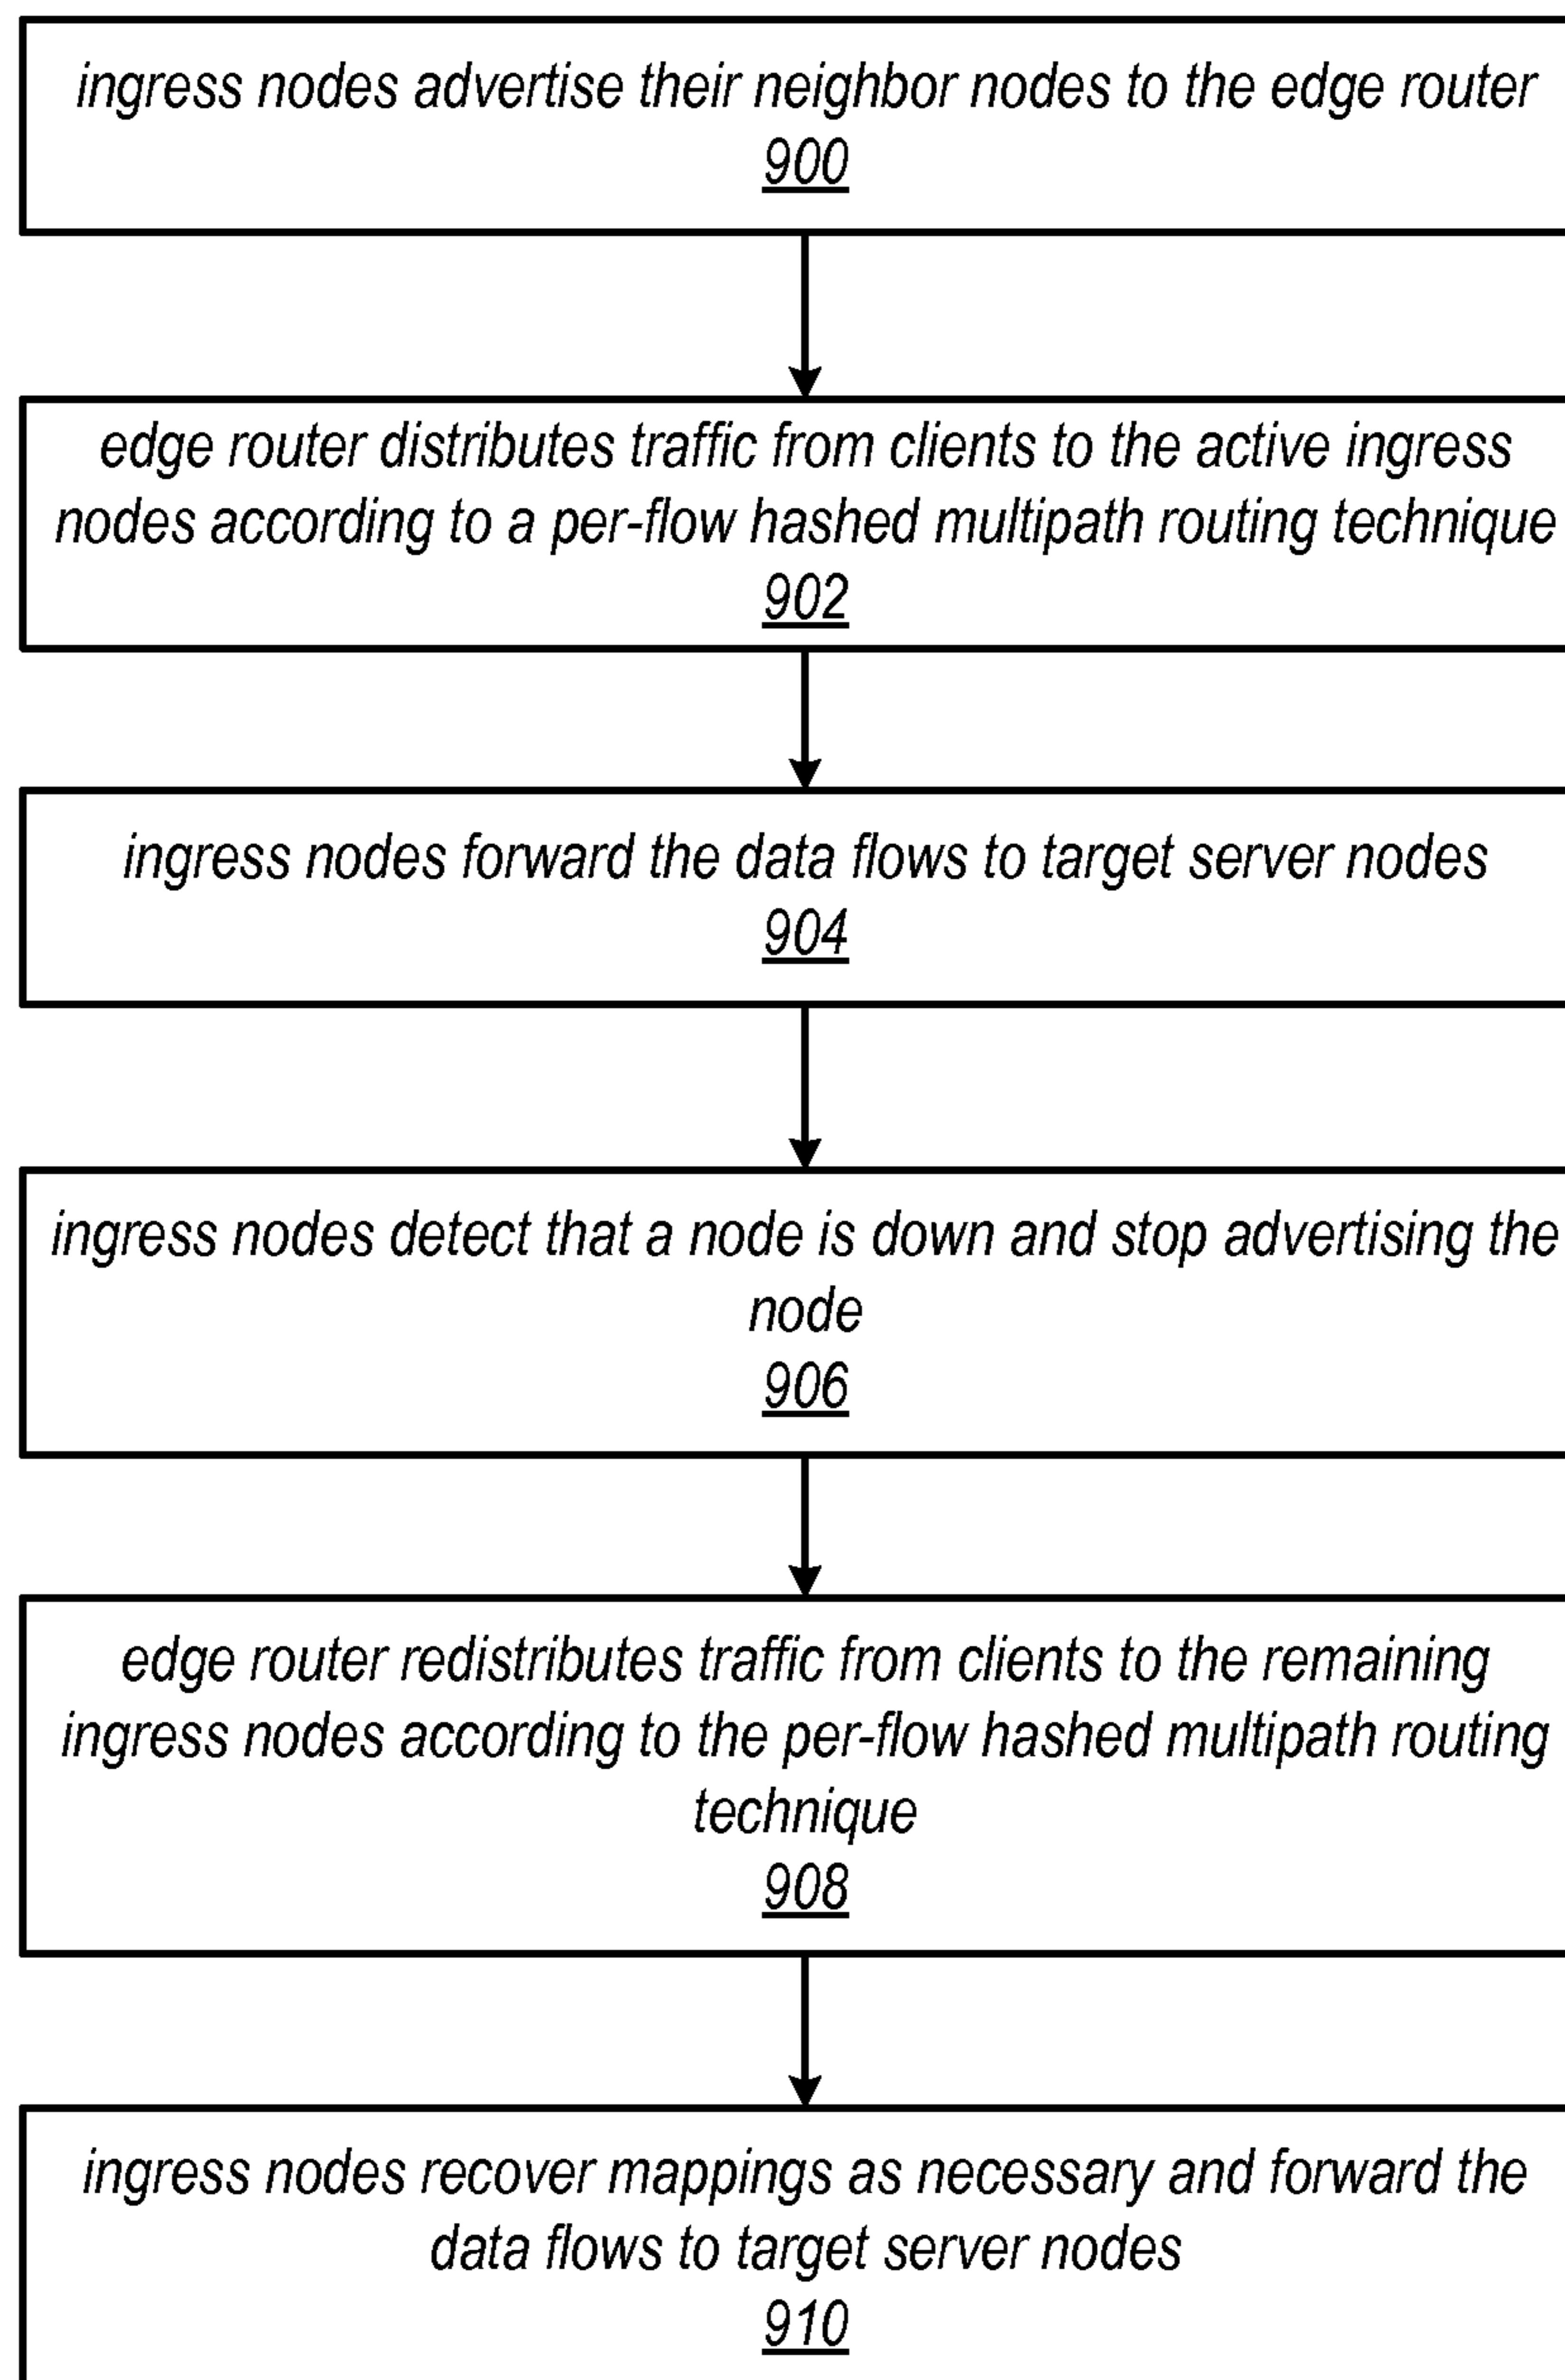 ingress nodes advertise their neighbor nodes to the edge router
900
edge router distributes traffic from clients to the active ingress
nodes according to a per-flow hashed multipath routing technique
902
ingress nodes forward the data flows to target server nodes
904
ingress nodes detect that a node is down and stop advertising the
node
906
edge router redistributes traffic from clients to the remaining
ingress nodes according to the per-flow hashed multipath routing
technique
908
ingress nodes recover mappings as necessary and forward the
data flows to target server nodes
910